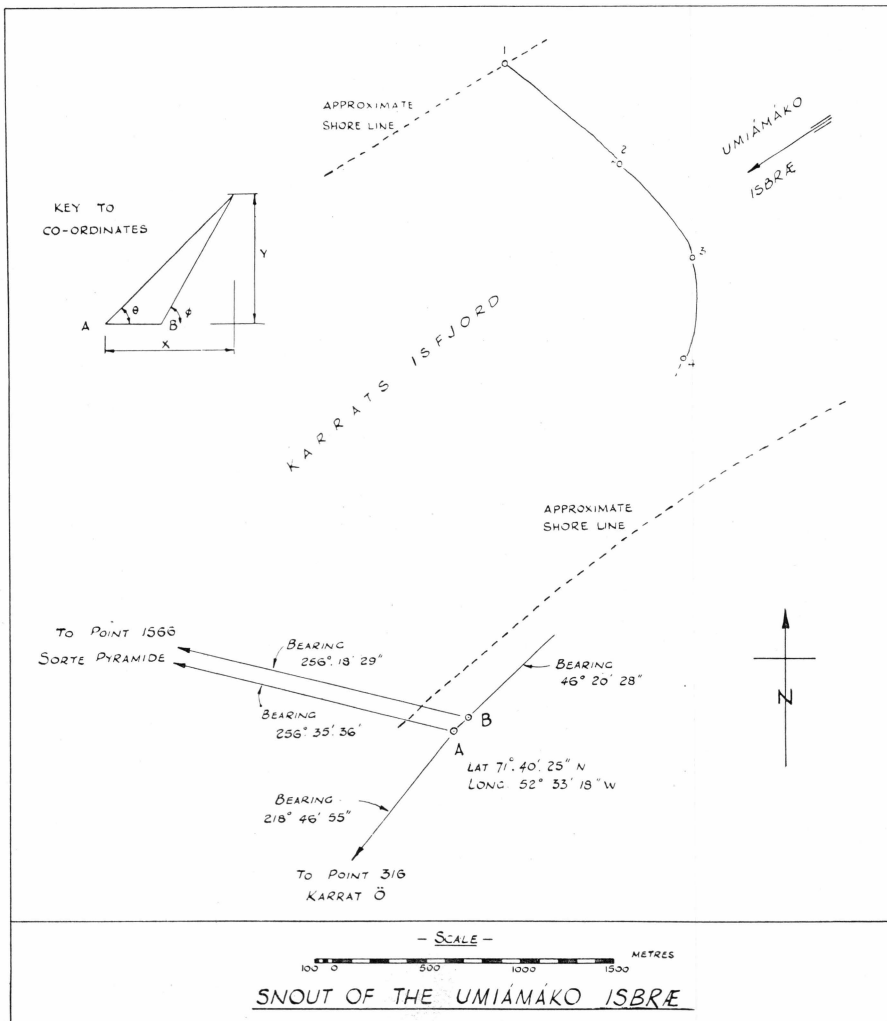 1
APPROXIMATE
SHORE LINE
UMIÁMÁKO
ISBRÆ
2
KEY TO
CO-ORDINATES
Y
3
θ
φ
A
B
X
4
KARRATS ISFJORD
APPROXIMATE
SHORE LINE
TO POINT 1566
SORTE PYRAMIDE
BEARING
256°. 18' 29"
BEARING
46° 20' 28"
BEARING
256°. 35'. 36'
B
A
N
LAT 71°. 40'. 25" N
LONG. 52° 33' 18" W
BEARING
218° 46' 55"
TO POINT 316
KARRAT Ö
– SCALE –
METRES
100 0 500 1000 1500
SNOUT OF THE UMIÁMÁKO ISBRÆ